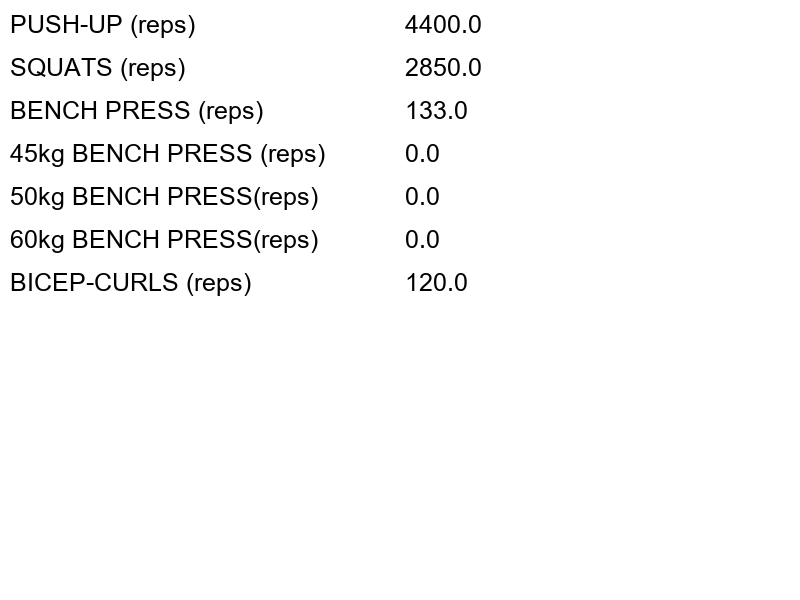 PUSH-UP (reps) 4400.0
SQUATS (reps) 2850.0
BENCH PRESS (reps) 133.0
45kg BENCH PRESS (reps) 0.0
50kg BENCH PRESS(reps) 0.0
60kg BENCH PRESS(reps) 0.0
BICEP-CURLS (reps) 120.0